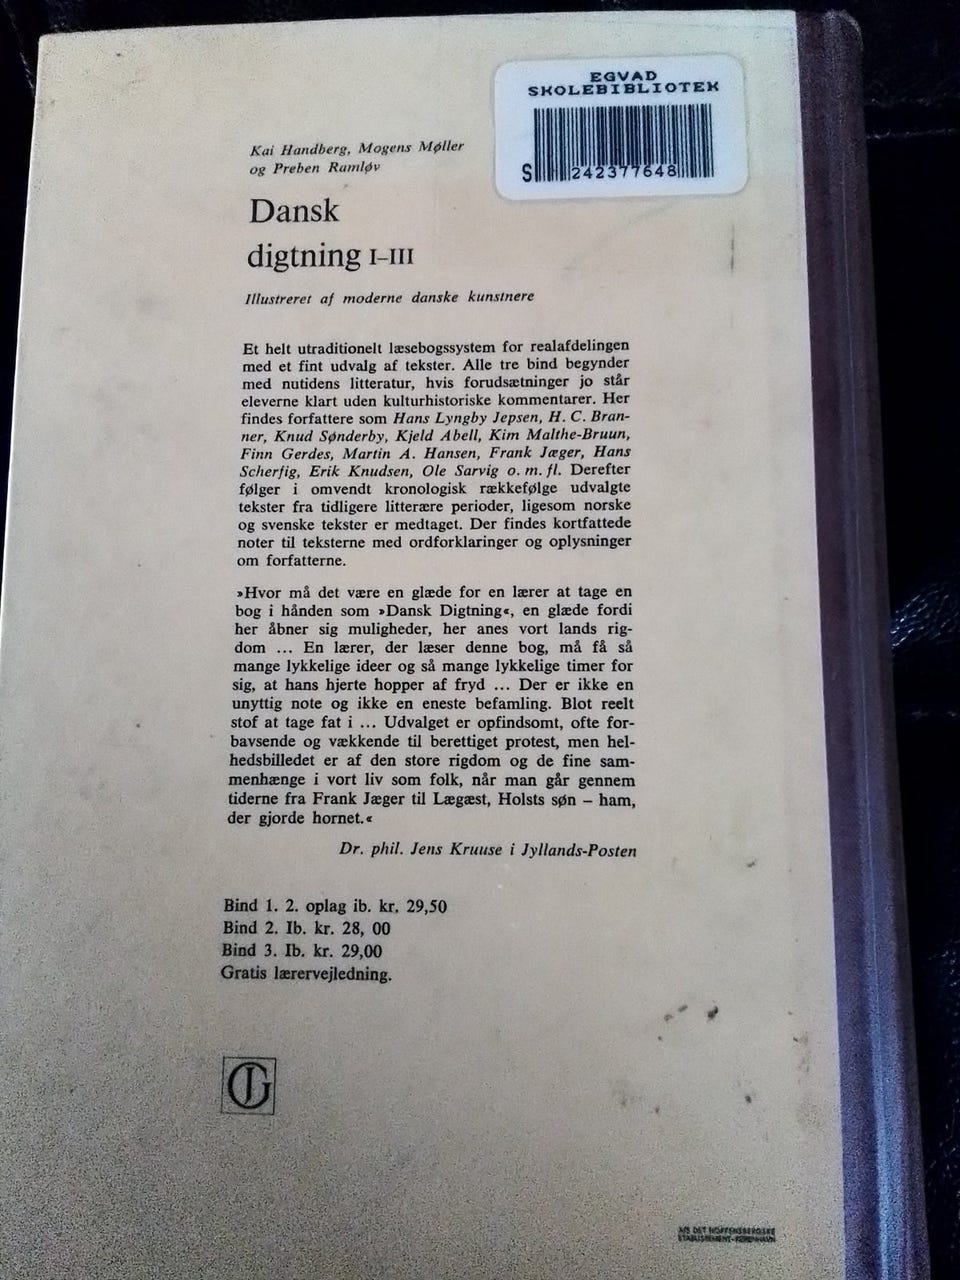 EGVAD
SKOLEBIBLIOTEK
S 242377648
Kai Handberg, Mogens Møller
og Preben Ramløv
Dansk
digtning I–III
Illustreret af moderne danske kunstnere
Et helt utraditionelt læsebogssystem for realafdelingen
med et fint udvalg af tekster. Alle tre bind begynder
med nutidens litteratur, hvis forudsætninger jo står
eleverne klart uden kulturhistoriske kommentarer. Her
findes forfattere som Hans Lyngby Jepsen, H. C. Bran-
ner, Knud Sønderby, Kjeld Abell, Kim Malthe-Bruun,
Finn Gerdes, Martin A. Hansen, Frank Jæger, Hans
Scherfig, Erik Knudsen, Ole Sarvig o. m. fl. Derefter
følger i omvendt kronologisk rækkefølge udvalgte
tekster fra tidligere litterære perioder, ligesom norske
og svenske tekster er medtaget. Der findes kortfattede
noter til teksterne med ordforklaringer og oplysninger
om forfatterne.
»Hvor må det være en glæde for en lærer at tage en
bog i hånden som »Dansk Digtning«, en glæde fordi
her åbner sig muligheder, her anes vort lands rig-
dom ... En lærer, der læser denne bog, må få så
mange lykkelige ideer og så mange lykkelige timer for
sig, at hans hjerte hopper af fryd ... Der er ikke en
unyttig note og ikke en eneste befamling. Blot reelt
stof at tage fat i ... Udvalget er opfindsomt, ofte for-
bavsende og vækkende til berettiget protest, men hel-
hedsbilledet er af den store rigdom og de fine sam-
menhænge i vort liv som folk, når man går gennem
tiderne fra Frank Jæger til Lægæst, Holsts søn – ham,
der gjorde hornet.«
Dr. phil. Jens Kruuse i Jyllands-Posten
Bind 1. 2. oplag ib. kr. 29,50
Bind 2. Ib. kr. 28, 00
Bind 3. Ib. kr. 29,00
Gratis lærervejledning.
A/S DET HOFFENSBERGSKE
ETABLISSEMENT-KØBENHAVN